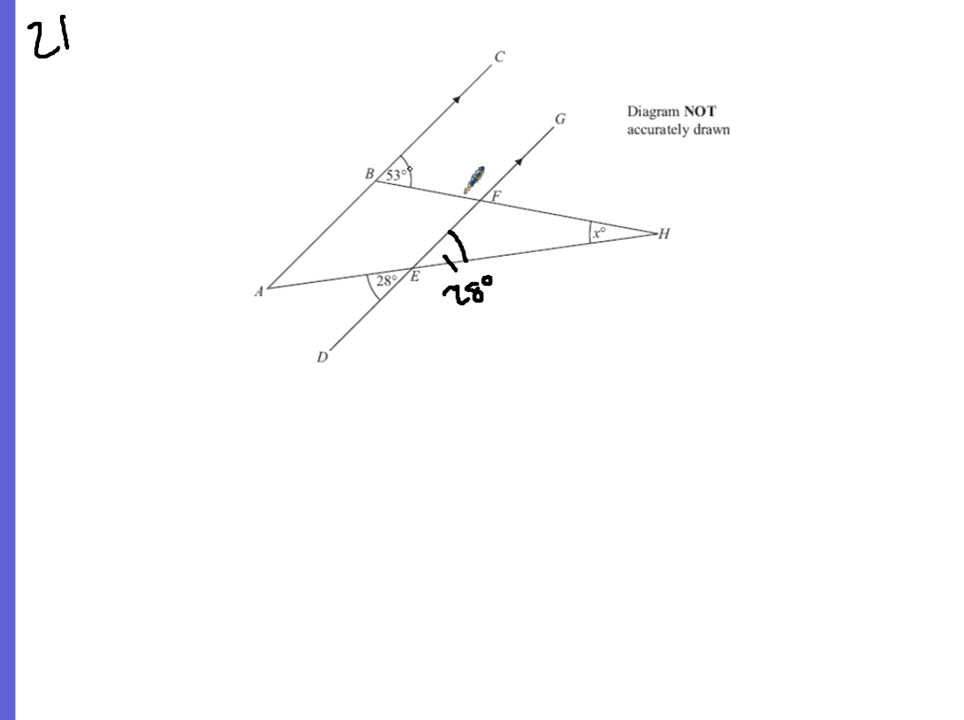 21
C
G
Diagram NOT
accurately drawn
B 53°
F
x° H
28° E
A
28°
D